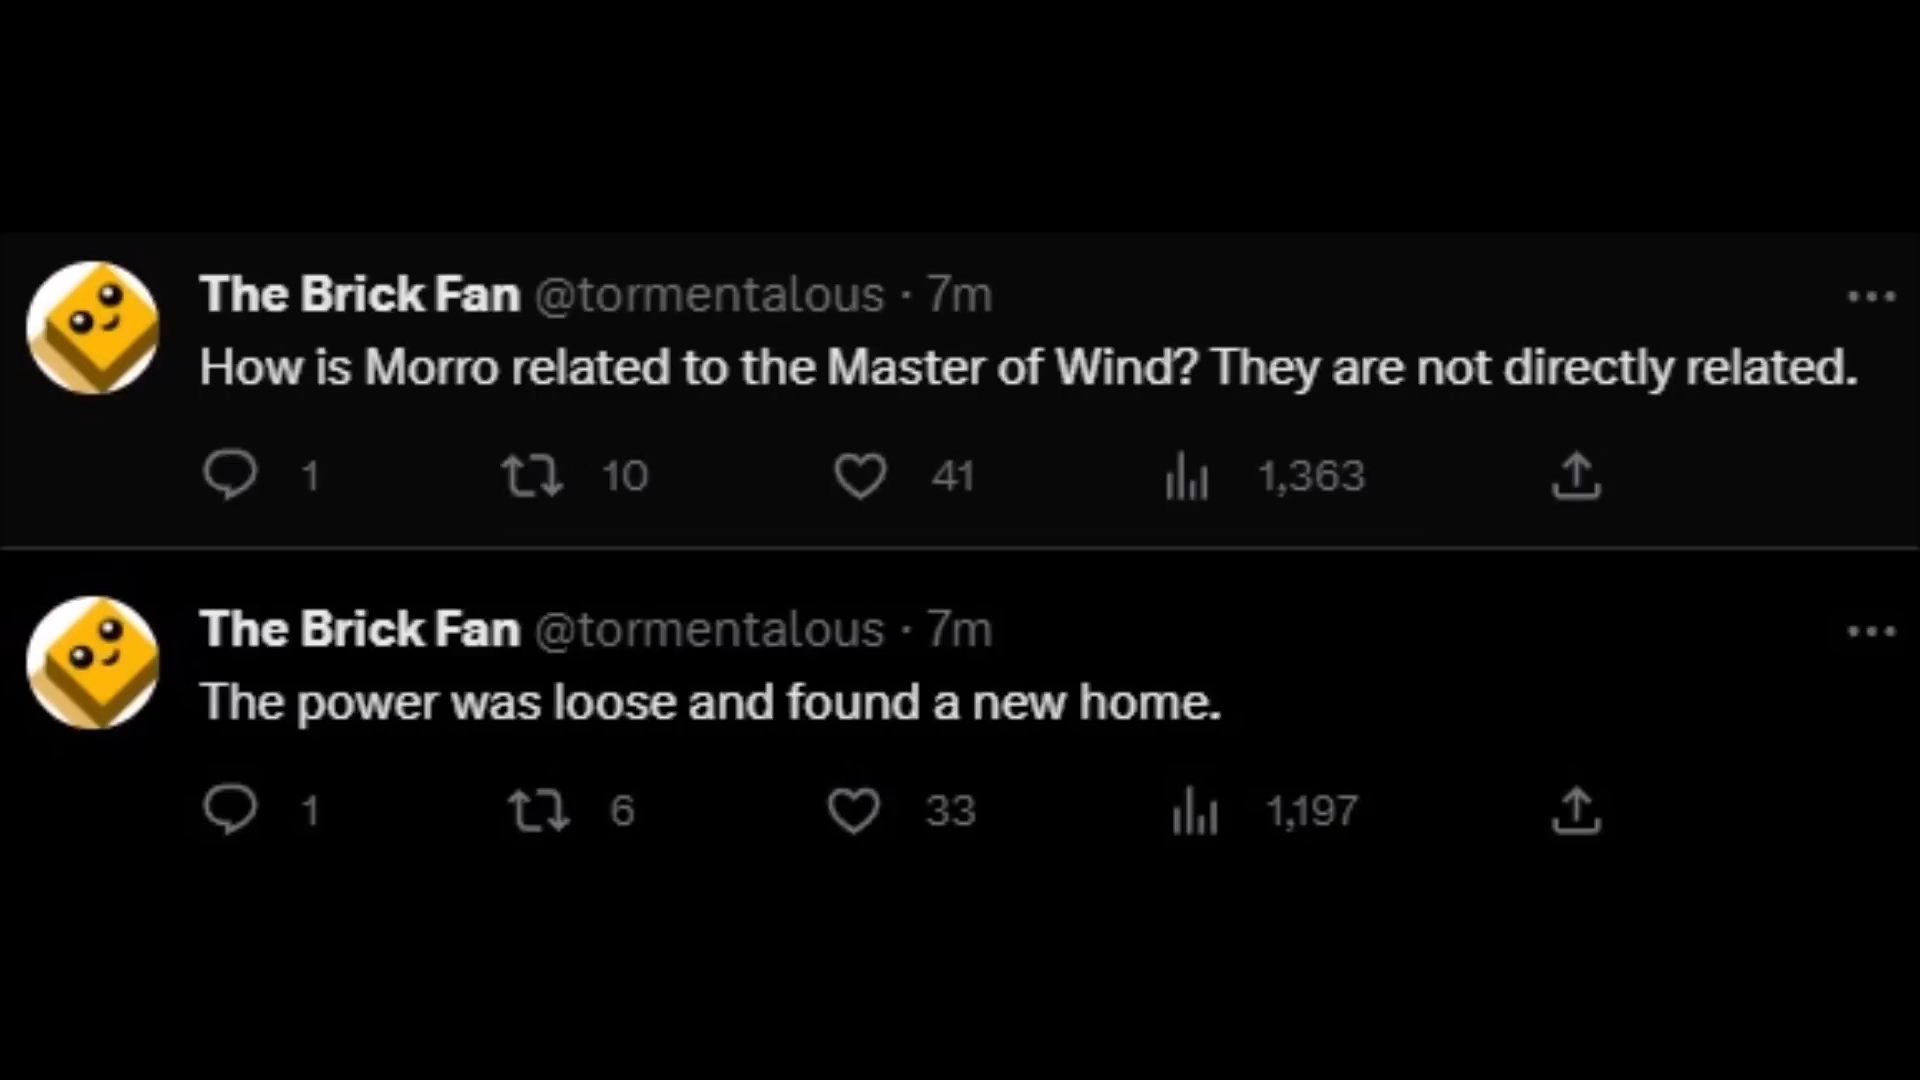 The Brick Fan @tormentalous · 7m
How is Morro related to the Master of Wind? They are not directly related.
1 10 41 1,363
The Brick Fan @tormentalous · 7m
The power was loose and found a new home.
1 6 33 1,197